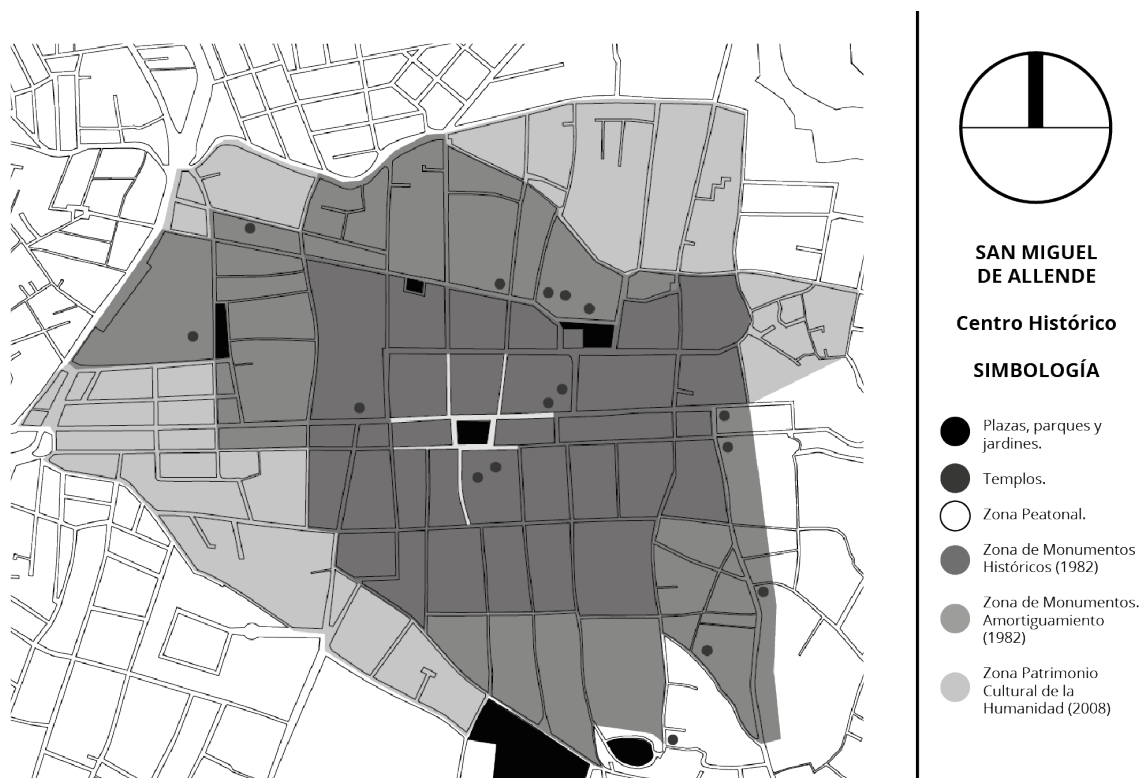 SAN MIGUEL
DE ALLENDE
Centro Histórico
SIMBOLOGÍA
Plazas, parques y
jardines.
Templos.
Zona Peatonal.
Zona de Monumentos
Históricos (1982)
Zona de Monumentos.
Amortiguamiento
(1982)
Zona Patrimonio
Cultural de la
Humanidad (2008)